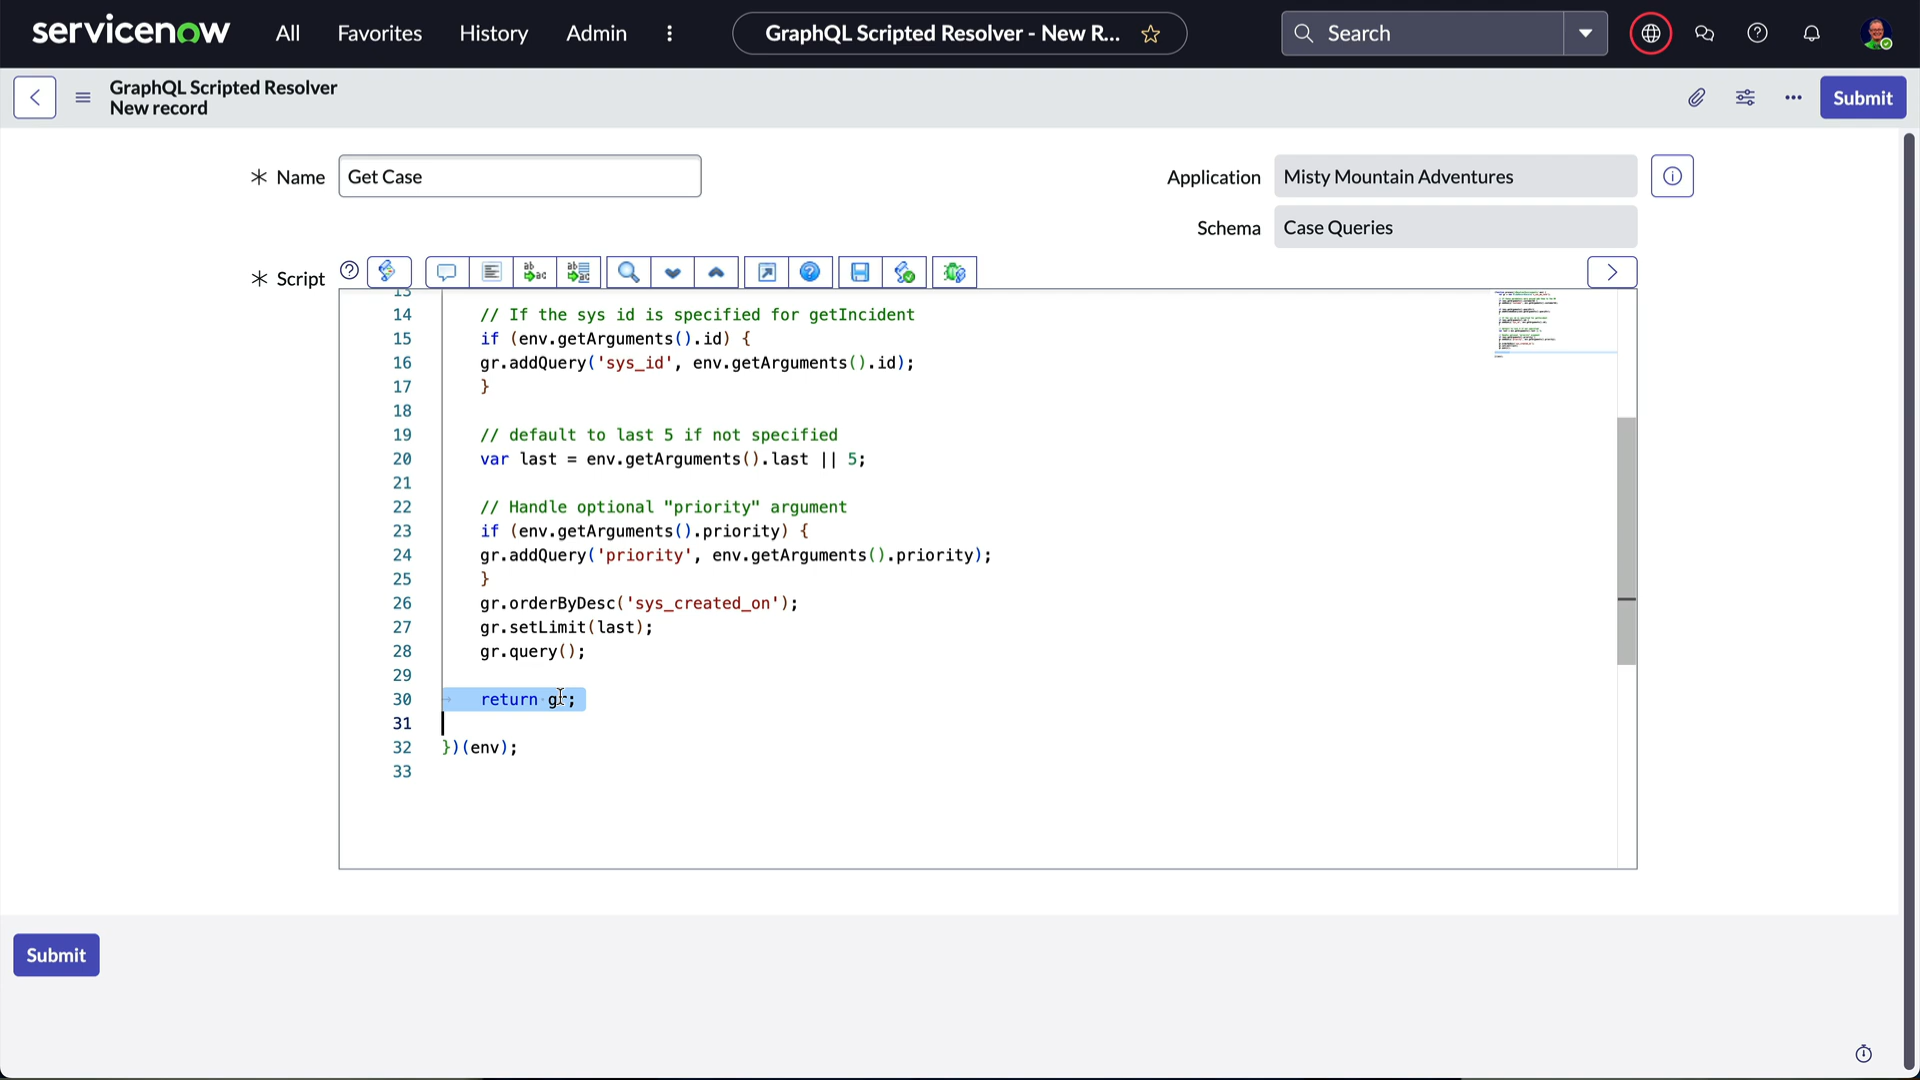 servicenow All Favorites History Admin GraphQL Scripted Resolver - New R... Search
GraphQL Scripted Resolver
New record
Submit
Name Get Case
Application Misty Mountain Adventures
Schema Case Queries
Script
13
14 // If the sys id is specified for getIncident
15 if (env.getArguments().id) {
16 gr.addQuery('sys_id', env.getArguments().id);
17 }
18
19 // default to last 5 if not specified
20 var last = env.getArguments().last || 5;
21
22 // Handle optional "priority" argument
23 if (env.getArguments().priority) {
24 gr.addQuery('priority', env.getArguments().priority);
25 }
26 gr.orderByDesc('sys_created_on');
27 gr.setLimit(last);
28 gr.query();
29
30 return gr;
31
32 })(env);
33
Submit